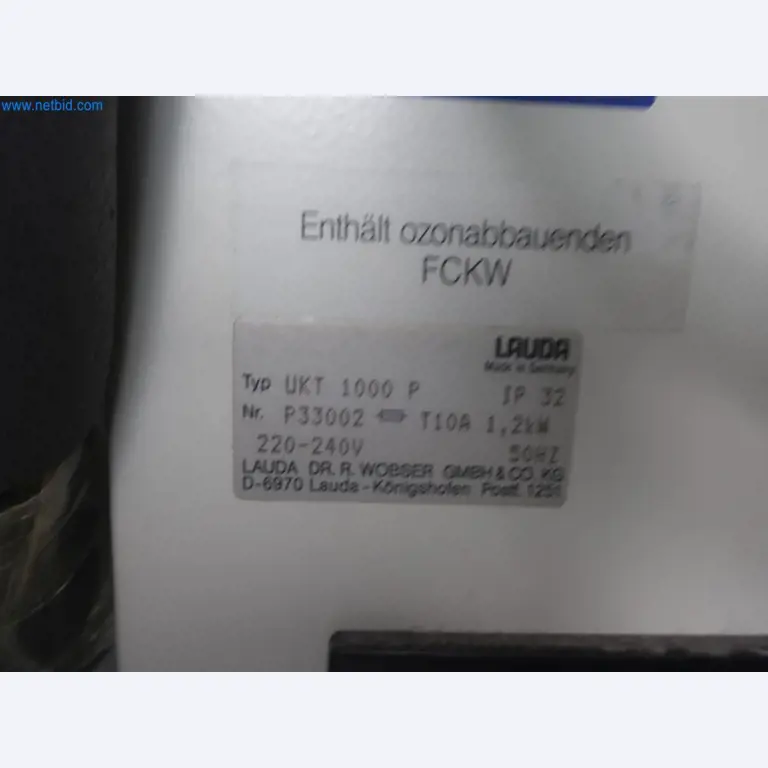 www.netbid.com
Enthält ozonabbauenden
FCKW
LAUDA
Made in Germany
Typ UKT 1000 P IP 32
Nr. P33002 T10A 1,2kW
220-240V 50HZ
LAUDA DR. R. WOBSER GMBH & CO. KG
D-6970 Lauda-Königshofen Postf. 1251